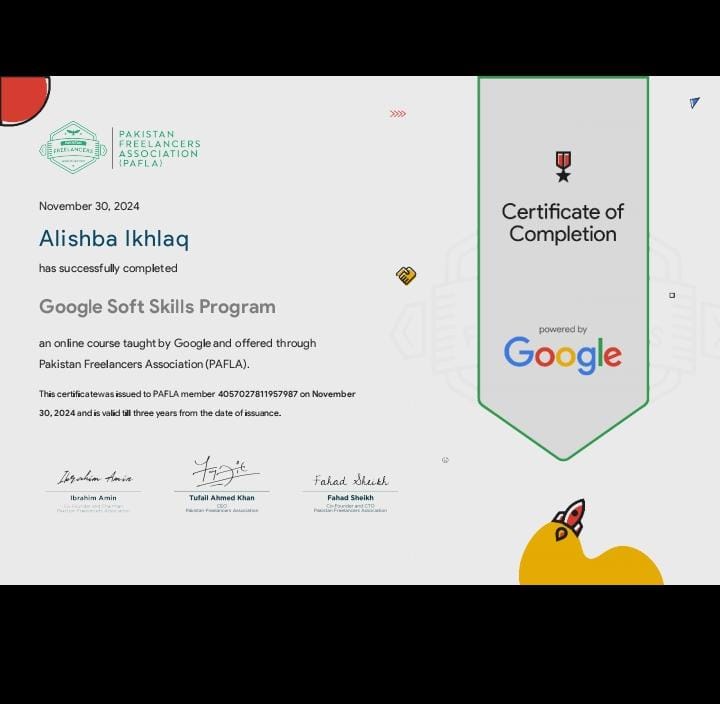 PAKISTAN
FREELANCERS
ASSOCIATION
(PAFLA)
FREELANCERS
November 30, 2024
Alishba Ikhlaq
has successfully completed
Google Soft Skills Program
an online course taught by Google and offered through
Pakistan Freelancers Association (PAFLA).
This certificate was issued to PAFLA member 4057027811957987 on November
30, 2024 and is valid till three years from the date of issuance.
Ibrahim Amin
Ibrahim Amin
Co-Founder and Chairman
Pakistan Freelancers Association
Tufail Ahmed Khan
CEO
Pakistan Freelancers Association
Fahad Sheikh
Fahad Sheikh
Co-Founder and CTO
Pakistan Freelancers Association
Certificate of
Completion
powered by
Google